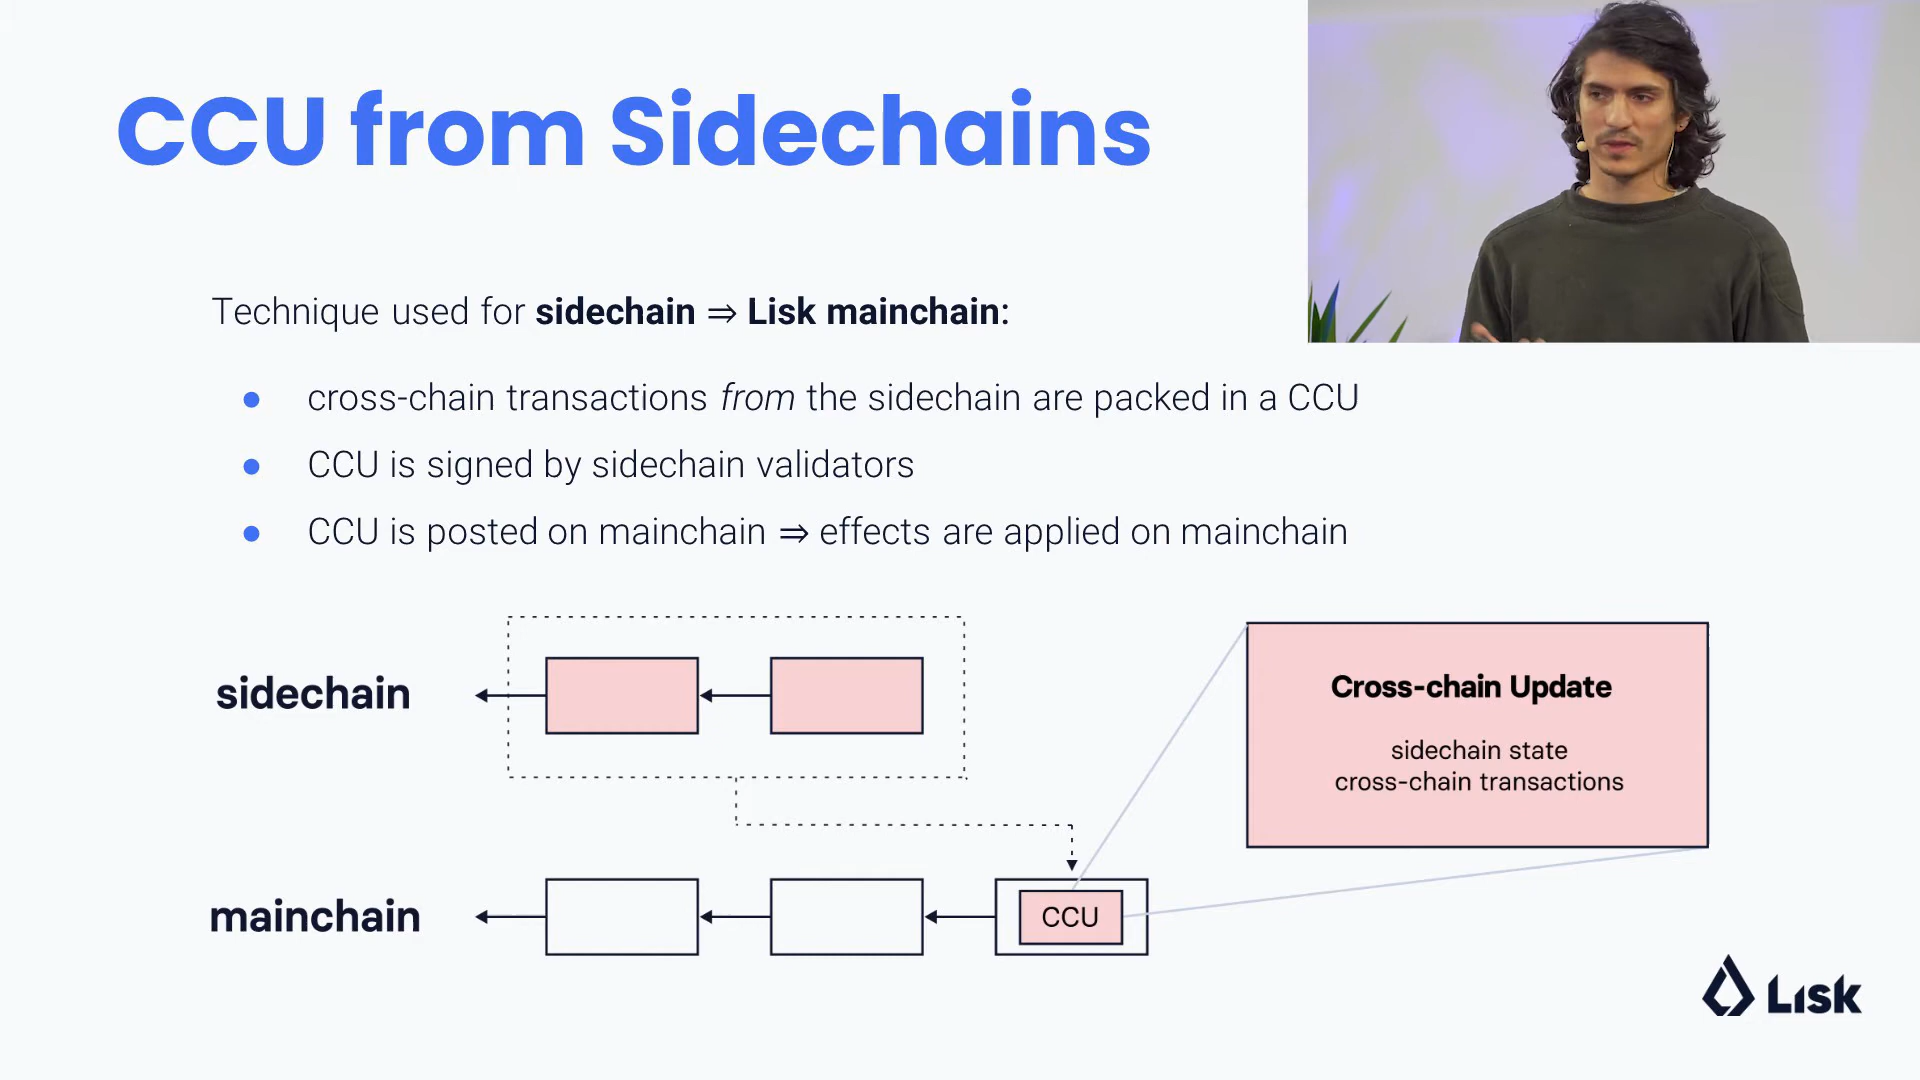 CCU from Sidechains
Technique used for sidechain ⇒ Lisk mainchain:
● cross-chain transactions from the sidechain are packed in a CCU
● CCU is signed by sidechain validators
● CCU is posted on mainchain ⇒ effects are applied on mainchain
sidechain
Cross-chain Update
sidechain state
cross-chain transactions
mainchain
CCU
Lisk